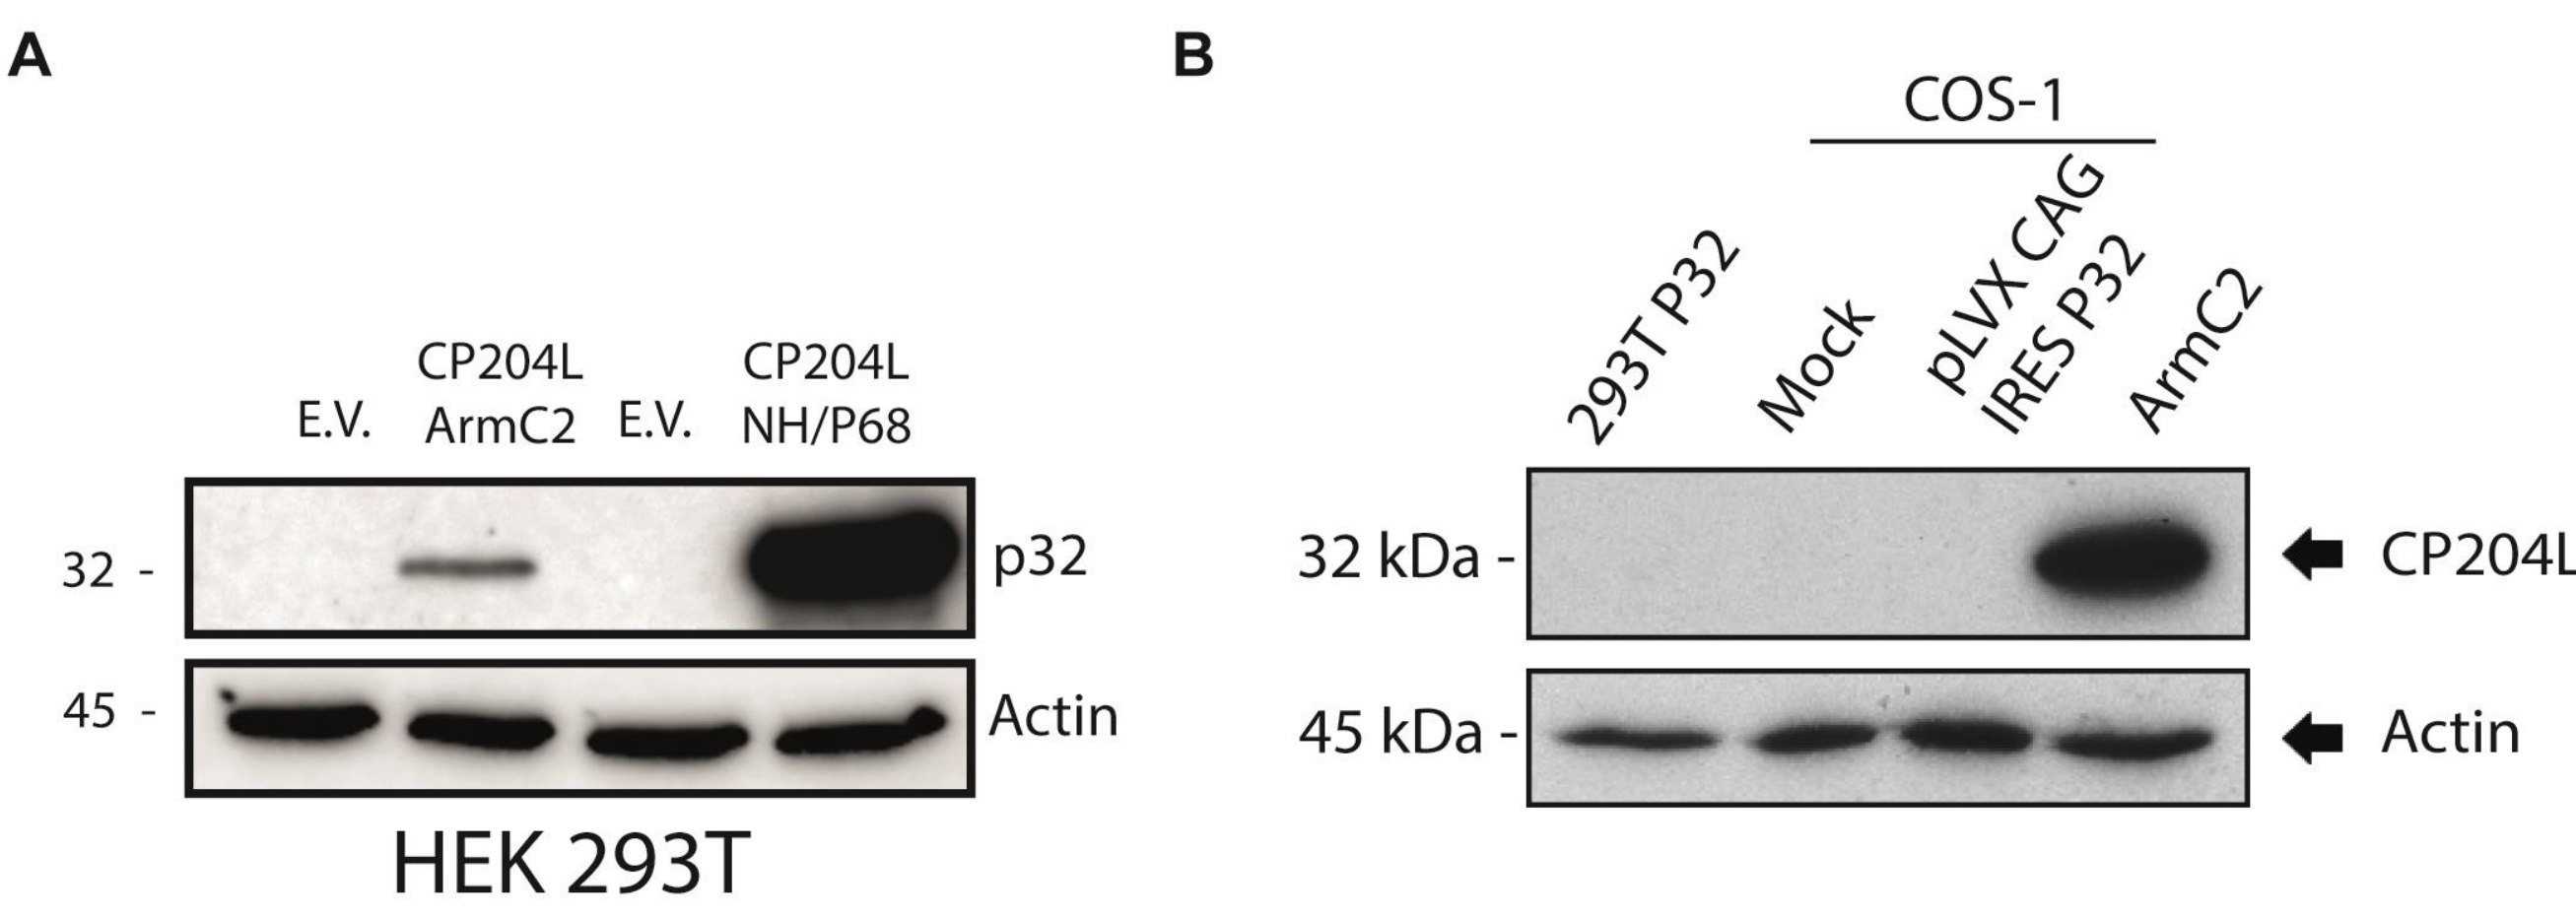 A
E.V.
CP204L
ArmC2
E.V.
CP204L
NH/P68
32 -
p32
45 -
Actin
HEK 293T
B
COS-1
293T P32
Mock
pLVX CAG
IRES P32
ArmC2
32 kDa -
CP204L
45 kDa -
Actin